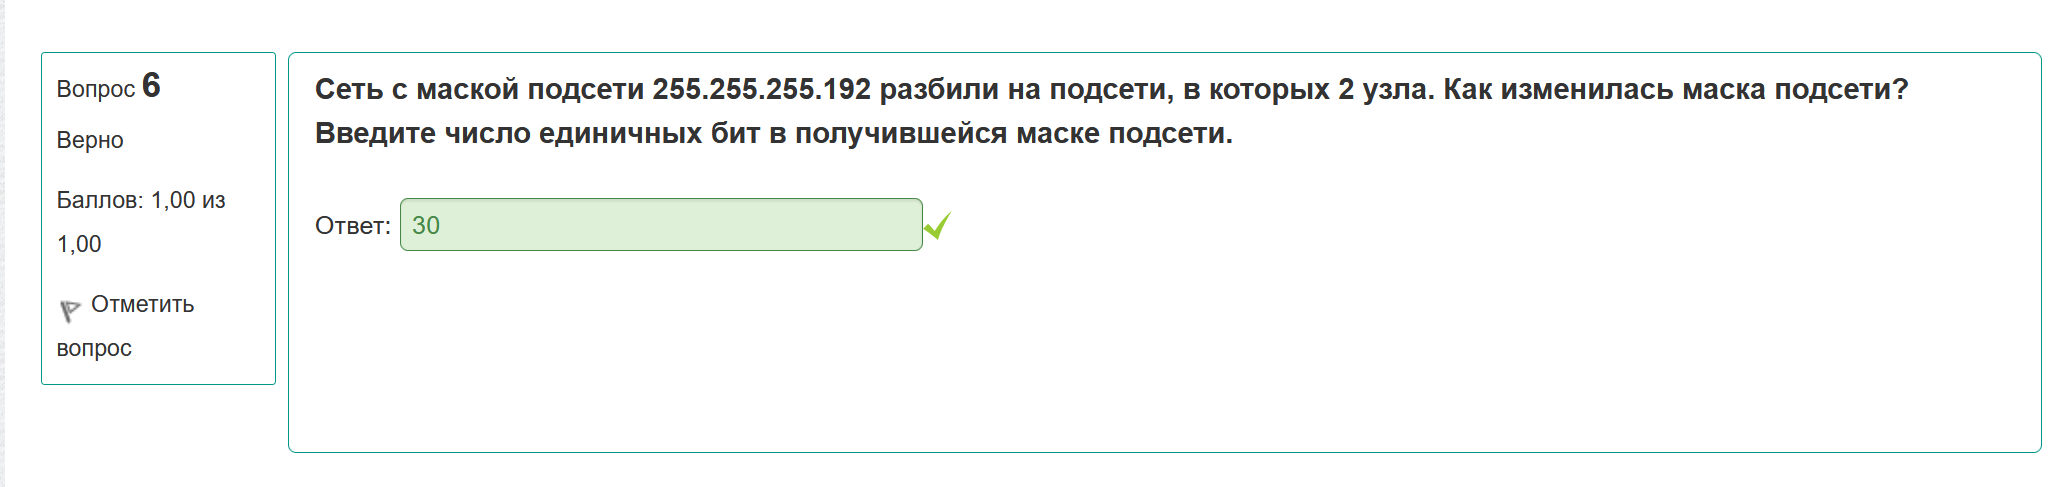 Вопрос 6
Верно
Баллов: 1,00 из
1,00
Отметить
вопрос
Сеть с маской подсети 255.255.255.192 разбили на подсети, в которых 2 узла. Как изменилась маска подсети?
Введите число единичных бит в получившейся маске подсети.
Ответ: 30